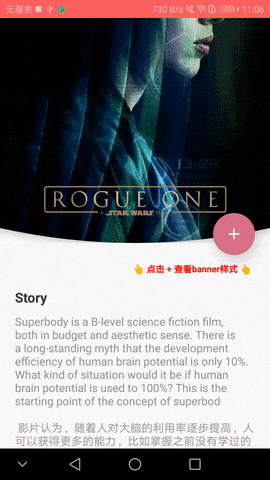 无服务 730 B/s 100 11:06
13:2
ROGUE ONE
A STAR WARS
+
👆 点击 + 查看banner样式 👆
Story
Superbody is a B-level science fiction film,
both in budget and aesthetic sense. There is
a long-standing myth that the development
efficiency of human brain potential is only 10%.
What kind of situation would it be if human
brain potential is used to 100%? This is the
starting point of the concept of superbod
影片认为，随着人对大脑的利用率逐步提高，人
可以获得更多的能力，比如掌握之前没有学过的